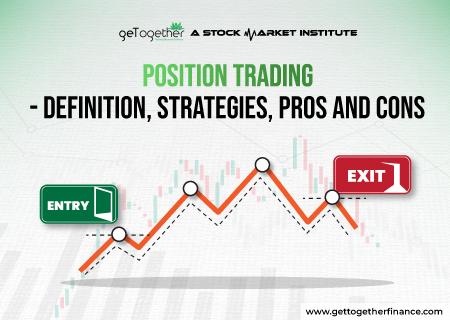 geTogether A STOCK MARKET INSTITUTE
POSITION TRADING
- DEFINITION, STRATEGIES, PROS AND CONS
ENTRY
EXIT
www.gettogetherfinance.com